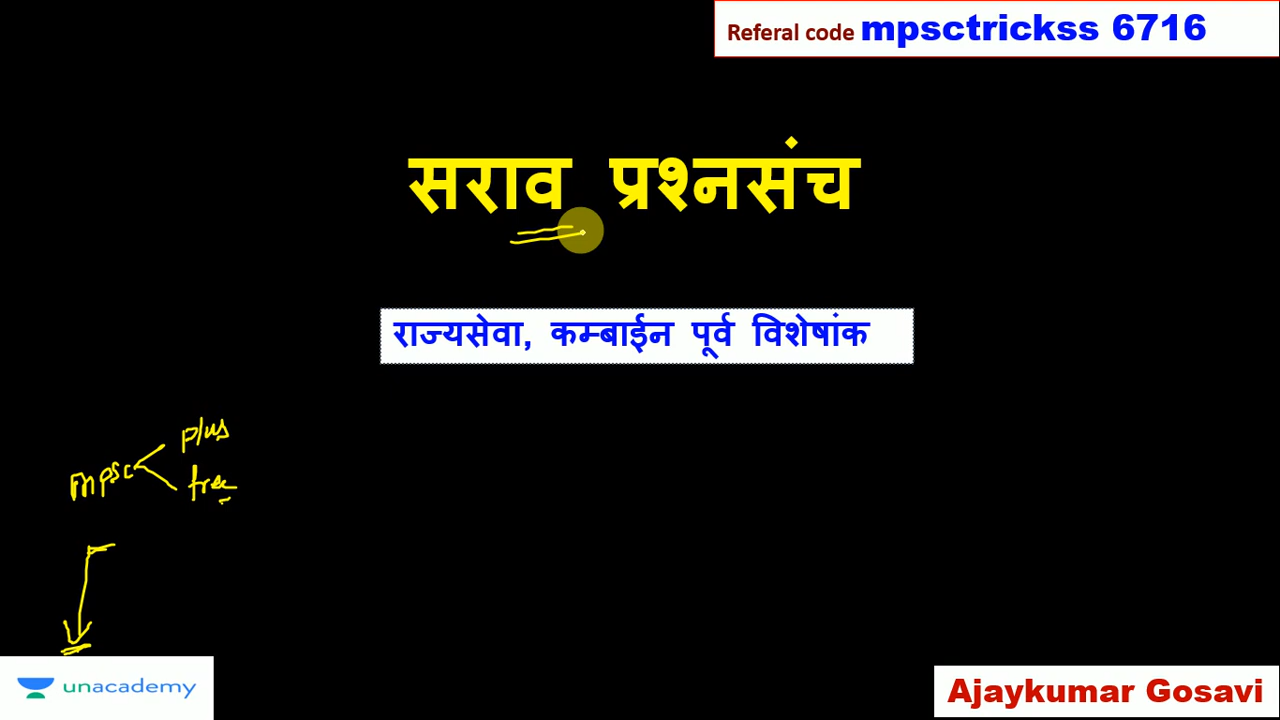 Referal code mpsctrickss 6716
सराव प्रश्नसंच
राज्यसेवा, कम्बाईन पूर्व विशेषांक
plus
mpsc
free
unacademy
Ajaykumar Gosavi